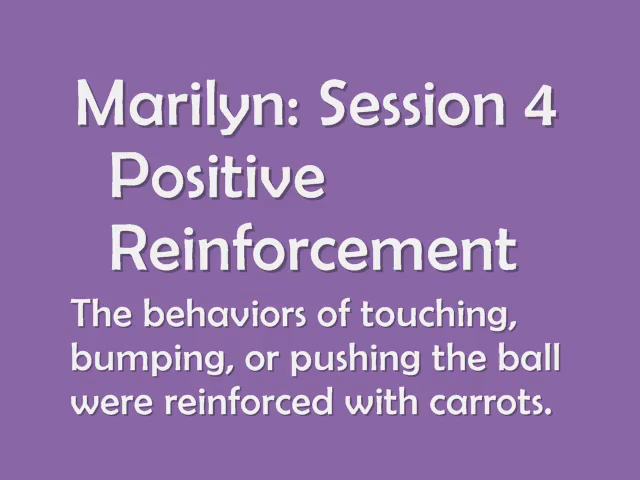 Marilyn: Session 4
Positive
Reinforcement
The behaviors of touching,
bumping, or pushing the ball
were reinforced with carrots.